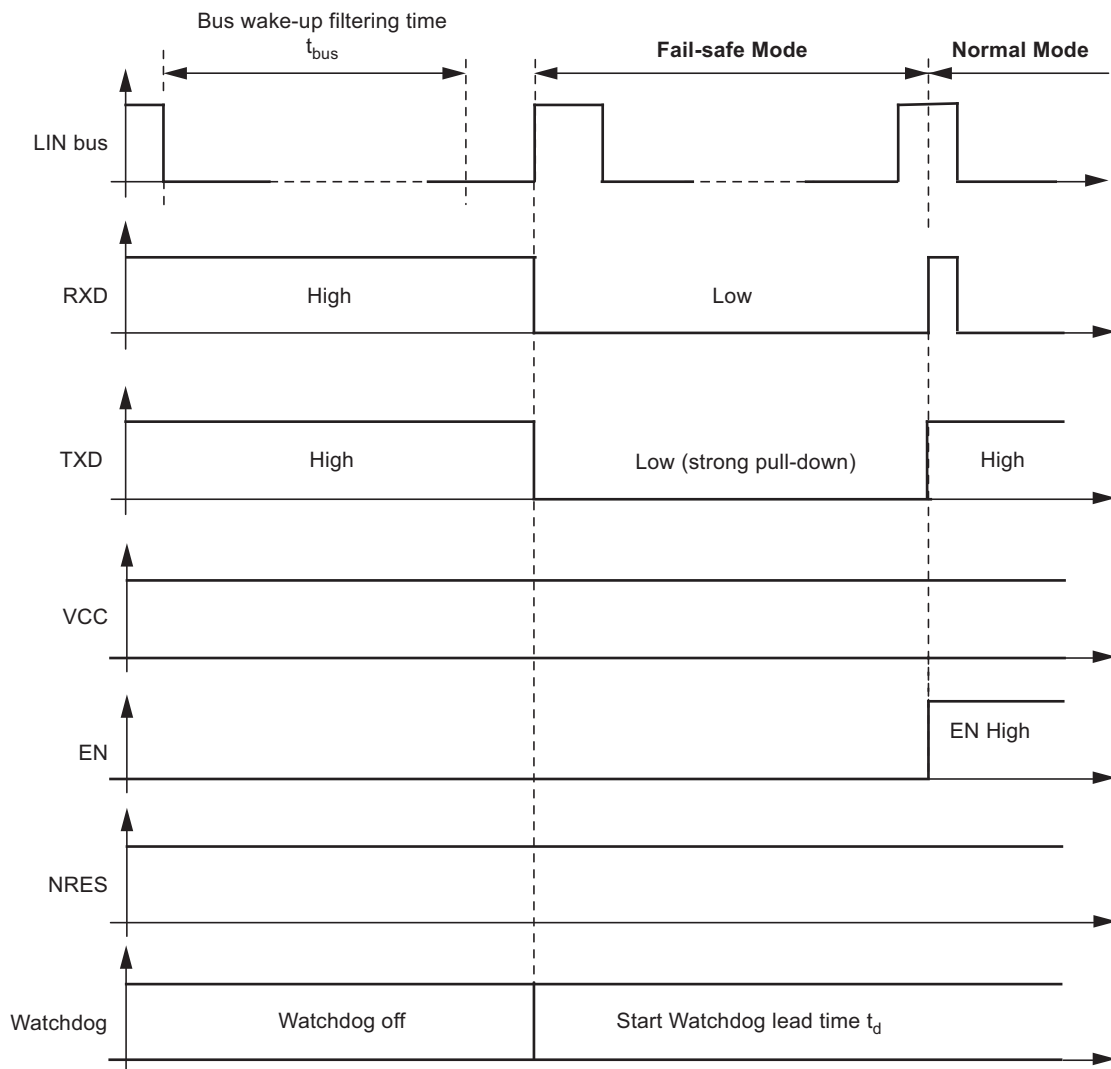 Bus wake-up filtering time
tbus
Fail-safe Mode
Normal Mode
LIN bus
RXD
High
Low
TXD
High
Low (strong pull-down)
High
VCC
EN
EN High
NRES
Watchdog
Watchdog off
Start Watchdog lead time td